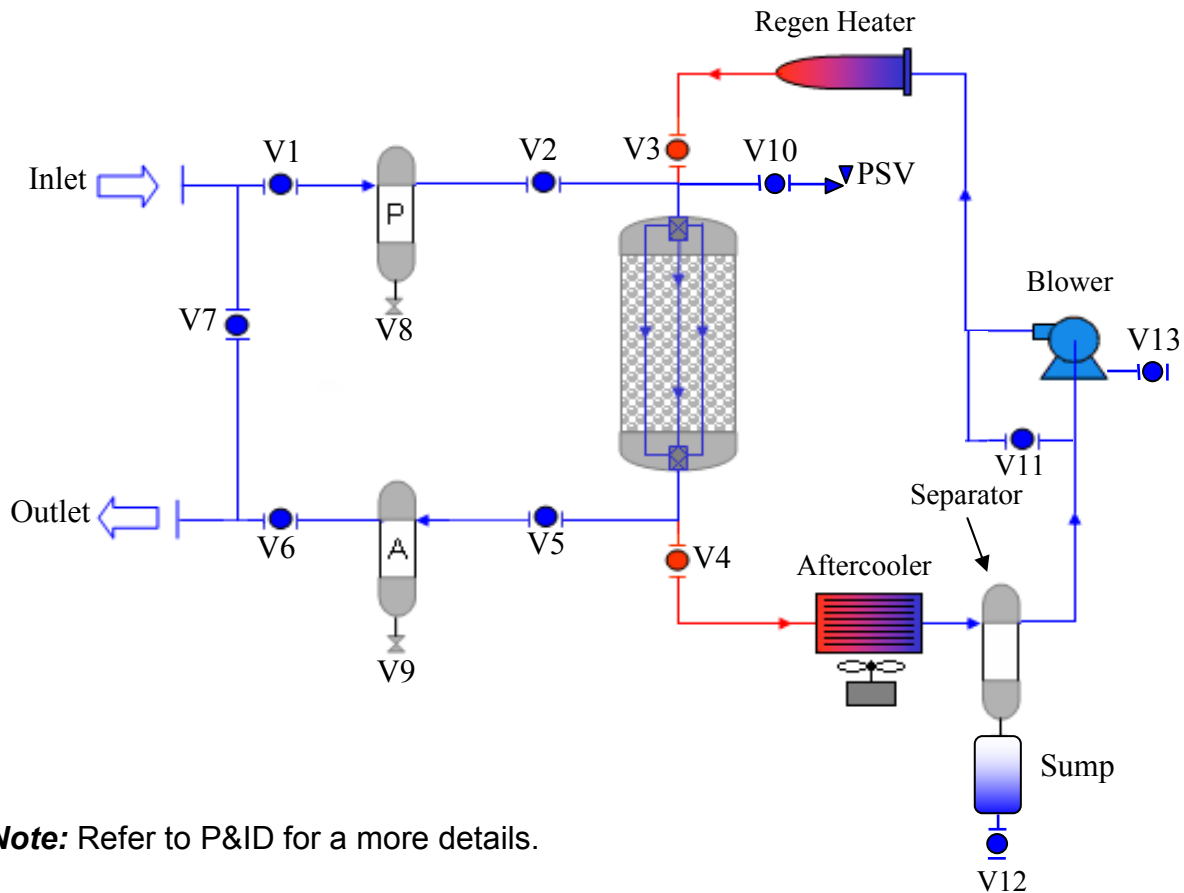 Regen Heater
V1
V2
V3
V10
PSV
Inlet
P
V8
V7
Blower
V13
V11
Separator
Outlet
V6
A
V5
V4
Aftercooler
V9
Sump
Note: Refer to P&ID for a more details.
V12